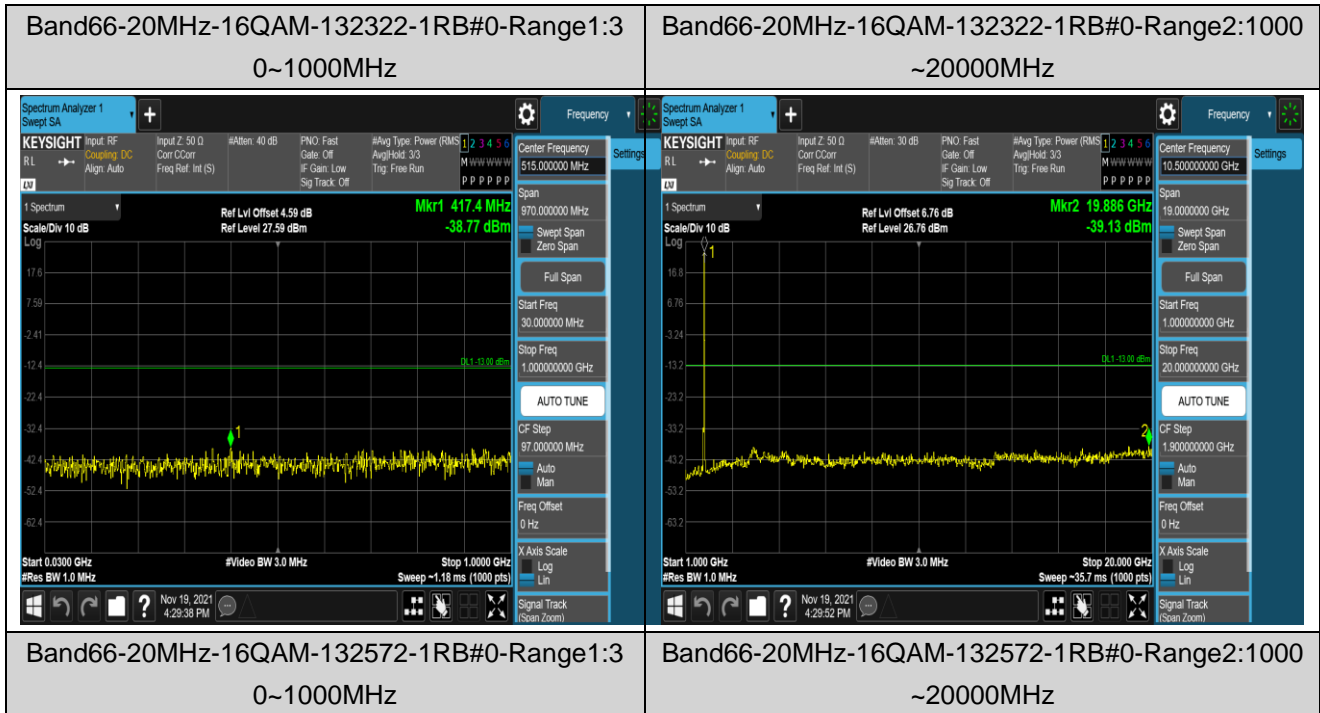 Band66-20MHz-16QAM-132322-1RB#0-Range1:3
0~1000MHz
Band66-20MHz-16QAM-132322-1RB#0-Range2:1000
~20000MHz
Spectrum Analyzer 1
Swept SA
Frequency
KEYSIGHT
Input: RF
Coupling: DC
Align: Auto
Input Z: 50 Ω
Corr CCorr
Freq Ref: Int (S)
#Atten: 40 dB
PNO: Fast
Gate: Off
IF Gain: Low
Sig Track: Off
#Avg Type: Power (RMS
Avg|Hold: 3/3
Trig: Free Run
1 2 3 4 5 6
M W W W W W
P P P P P P
RL
LXI
Center Frequency
515.000000 MHz
Settings
1 Spectrum
Scale/Div 10 dB
Ref Lvl Offset 4.59 dB
Ref Level 27.59 dBm
Mkr1 417.4 MHz
-38.77 dBm
Log
17.6
7.59
-2.41
-12.4
-22.4
-32.4
-42.4
-52.4
-62.4
DL1 -13.00 dBm
1
Start 0.0300 GHz
#Res BW 1.0 MHz
#Video BW 3.0 MHz
Stop 1.0000 GHz
Sweep ~1.18 ms (1000 pts)
Span
970.000000 MHz
Swept Span
Zero Span
Full Span
Start Freq
30.000000 MHz
Stop Freq
1.000000000 GHz
AUTO TUNE
CF Step
97.000000 MHz
Auto
Man
Freq Offset
0 Hz
X Axis Scale
Log
Lin
Signal Track
(Span Zoom)
Nov 19, 2021
4:29:38 PM
Spectrum Analyzer 1
Swept SA
Frequency
KEYSIGHT
Input: RF
Coupling: DC
Align: Auto
Input Z: 50 Ω
Corr CCorr
Freq Ref: Int (S)
#Atten: 30 dB
PNO: Fast
Gate: Off
IF Gain: Low
Sig Track: Off
#Avg Type: Power (RMS
Avg|Hold: 3/3
Trig: Free Run
1 2 3 4 5 6
M W W W W W
P P P P P P
RL
LXI
Center Frequency
10.500000000 GHz
Settings
1 Spectrum
Scale/Div 10 dB
Ref Lvl Offset 6.76 dB
Ref Level 26.76 dBm
Mkr2 19.886 GHz
-39.13 dBm
Log
16.8
6.76
-3.24
-13.2
-23.2
-33.2
-43.2
-53.2
-63.2
DL1 -13.00 dBm
1
2
Start 1.000 GHz
#Res BW 1.0 MHz
#Video BW 3.0 MHz
Stop 20.000 GHz
Sweep ~35.7 ms (1000 pts)
Span
19.0000000 GHz
Swept Span
Zero Span
Full Span
Start Freq
1.000000000 GHz
Stop Freq
20.000000000 GHz
AUTO TUNE
CF Step
1.900000000 GHz
Auto
Man
Freq Offset
0 Hz
X Axis Scale
Log
Lin
Signal Track
(Span Zoom)
Nov 19, 2021
4:29:52 PM
Band66-20MHz-16QAM-132572-1RB#0-Range1:3
0~1000MHz
Band66-20MHz-16QAM-132572-1RB#0-Range2:1000
~20000MHz